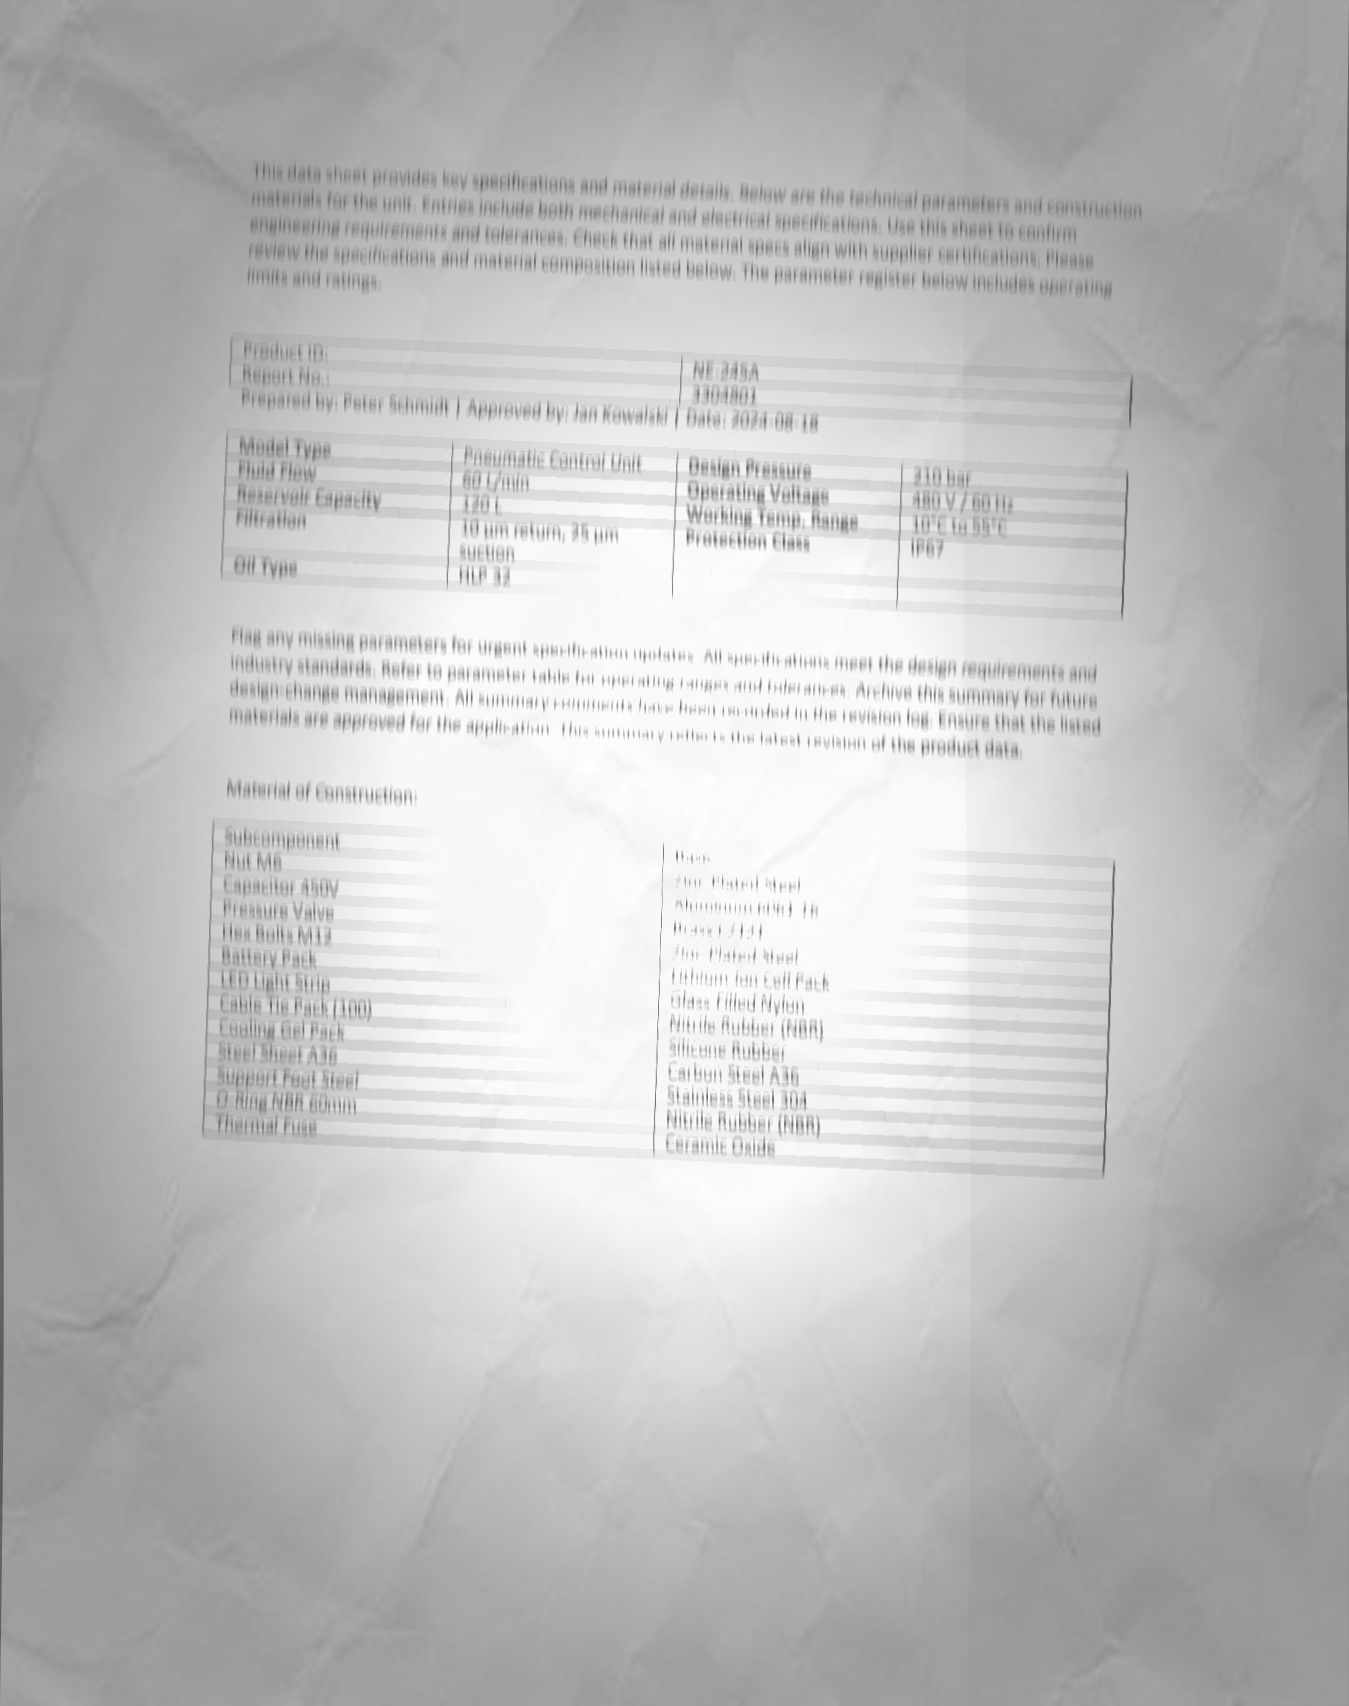 This data sheet provides key specifications and material details. Below are the technical parameters and construction
materials for the unit. Entries include both mechanical and electrical specifications. Use this sheet to confirm
engineering requirements and tolerances. Check that all material specs align with supplier certifications. Please
review the specifications and material composition listed below. The parameter register below includes operating
limits and ratings.
Product ID: NE-345A
Report No.: 3304801
Prepared by: Peter Schmidt | Approved by: Jan Kowalski | Date: 2024-08-18
Model Type Pneumatic Control Unit Design Pressure 210 bar
Fluid Flow 60 L/min Operating Voltage 480 V / 60 Hz
Reservoir Capacity 120 L Working Temp. Range 10°C to 55°C
Filtration 10 µm return, 25 µm Protection Class IP67
suction
Oil Type HLP 32
Flag any missing parameters for urgent specification updates. All specifications meet the design requirements and
industry standards. Refer to parameter table for operating ranges and tolerances. Archive this summary for future
design change management. All summary comments have been recorded in the revision log. Ensure that the listed
materials are approved for the application. This summary reflects the latest revision of the product data.
Material of Construction:
Subcomponent
Nut M6 Zinc Plated Steel
Capacitor 450V Aluminum 6061-T6
Pressure Valve Brass
Hex Bolts M12 Zinc Plated Steel
Battery Pack Lithium-Ion Cell Pack
LED Light Strip Glass Filled Nylon
Cable Tie Pack (100) Nitrile Rubber (NBR)
Cooling Gel Pack Silicone Rubber
Steel Sheet A36 Carbon Steel A36
Support Foot Steel Stainless Steel 304
O-Ring NBR 60mm Nitrile Rubber (NBR)
Thermal Fuse Ceramic Oxide